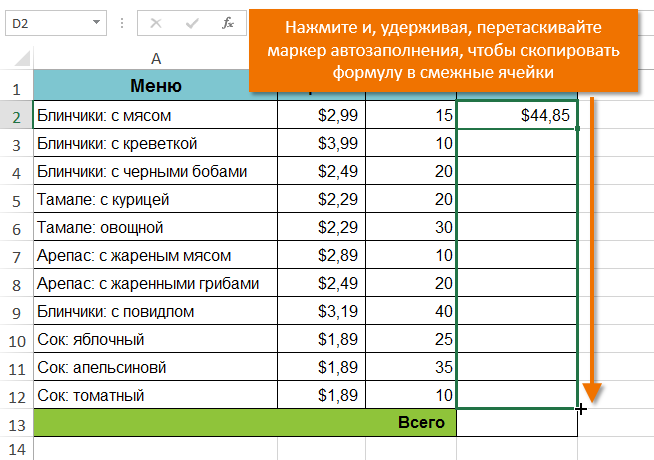 D2
fx
Нажмите и, удерживая, перетаскивайте
маркер автозаполнения, чтобы скопировать
формулу в смежные ячейки
A
1 Меню
2 Блинчики: с мясом $2,99 15 $44,85
3 Блинчики: с креветкой $3,99 10
4 Блинчики: с черными бобами $2,49 20
5 Тамале: с курицей $2,29 20
6 Тамале: овощной $2,29 30
7 Арепас: с жареным мясом $2,89 10
8 Арепас: с жаренными грибами $2,49 20
9 Блинчики: с повидлом $3,19 40
10 Сок: яблочный $1,89 25
11 Сок: апельсиновй $1,89 35
12 Сок: томатный $1,89 10
13 Всего
14